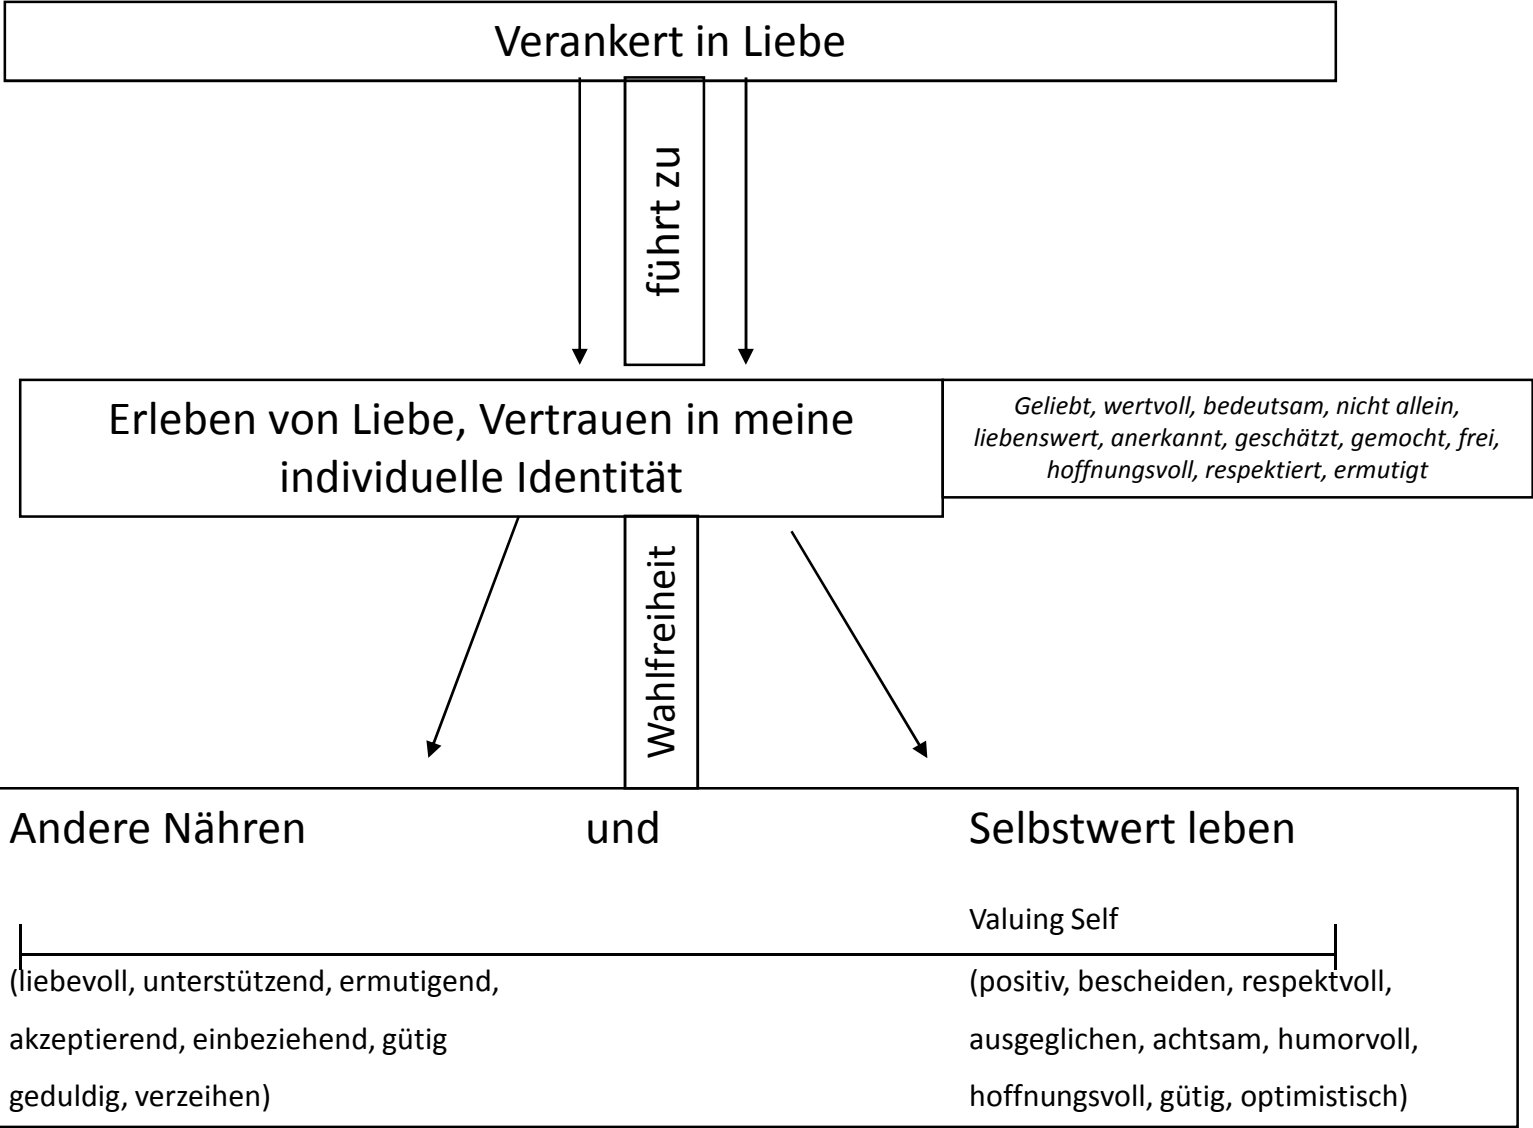 Verankert in Liebe
führt zu
Erleben von Liebe, Vertrauen in meine
individuelle Identität
Geliebt, wertvoll, bedeutsam, nicht allein,
liebenswert, anerkannt, geschätzt, gemocht, frei,
hoffnungsvoll, respektiert, ermutigt
Wahlfreiheit
Andere Nähren und Selbstwert leben
Valuing Self
(liebevoll, unterstützend, ermutigend,
akzeptierend, einbeziehend, gütig
geduldig, verzeihen)
(positiv, bescheiden, respektvoll,
ausgeglichen, achtsam, humorvoll,
hoffnungsvoll, gütig, optimistisch)